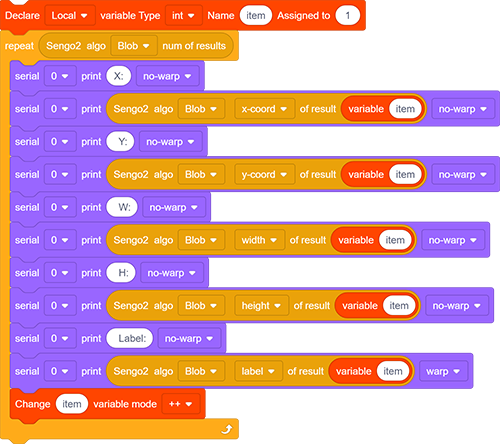 Declare Local variable Type int Name item Assigned to 1
repeat Sengo2 algo Blob num of results
serial 0 print X: no-warp
serial 0 print Sengo2 algo Blob x-coord of result variable item no-warp
serial 0 print Y: no-warp
serial 0 print Sengo2 algo Blob y-coord of result variable item no-warp
serial 0 print W: no-warp
serial 0 print Sengo2 algo Blob width of result variable item no-warp
serial 0 print H: no-warp
serial 0 print Sengo2 algo Blob height of result variable item no-warp
serial 0 print Label: no-warp
serial 0 print Sengo2 algo Blob label of result variable item warp
Change item variable mode ++